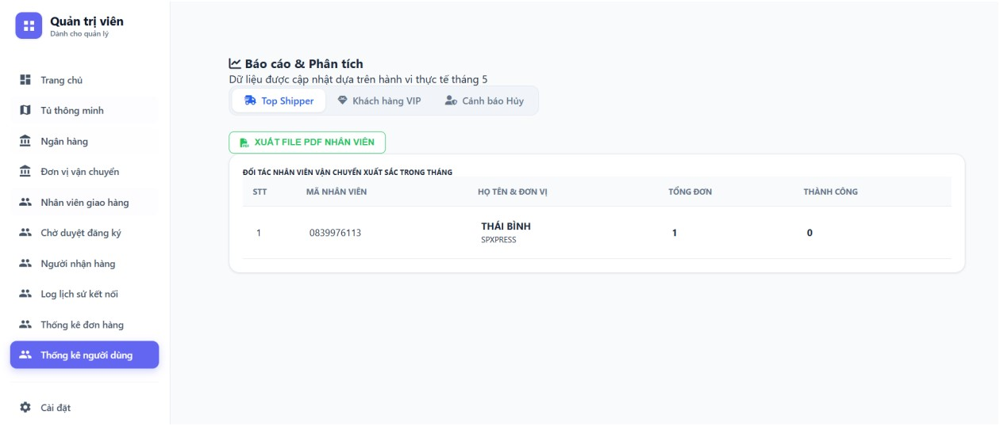 Quản trị viên
Dành cho quản lý
Trang chủ
Tủ thông minh
Ngân hàng
Đơn vị vận chuyển
Nhân viên giao hàng
Chờ duyệt đăng ký
Người nhận hàng
Log lịch sử kết nối
Thống kê đơn hàng
Thống kê người dùng
Cài đặt
Báo cáo & Phân tích
Dữ liệu được cập nhật dựa trên hành vi thực tế tháng 5
Top Shipper Khách hàng VIP Cảnh báo Hủy
XUẤT FILE PDF NHÂN VIÊN
ĐỐI TÁC NHÂN VIÊN VẬN CHUYỂN XUẤT SẮC TRONG THÁNG
STT MÃ NHÂN VIÊN HỌ TÊN & ĐƠN VỊ TỔNG ĐƠN THÀNH CÔNG
1 0839976113 THÁI BÌNH 1 0
SPXPRESS